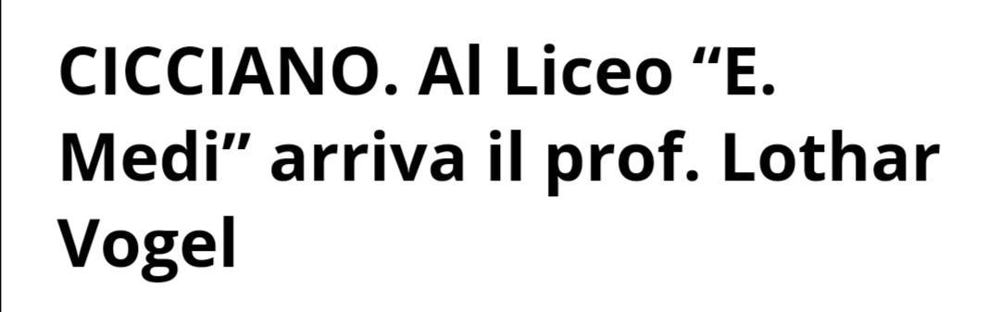 CICCIANO. Al Liceo “E.
Medi” arriva il prof. Lothar
Vogel